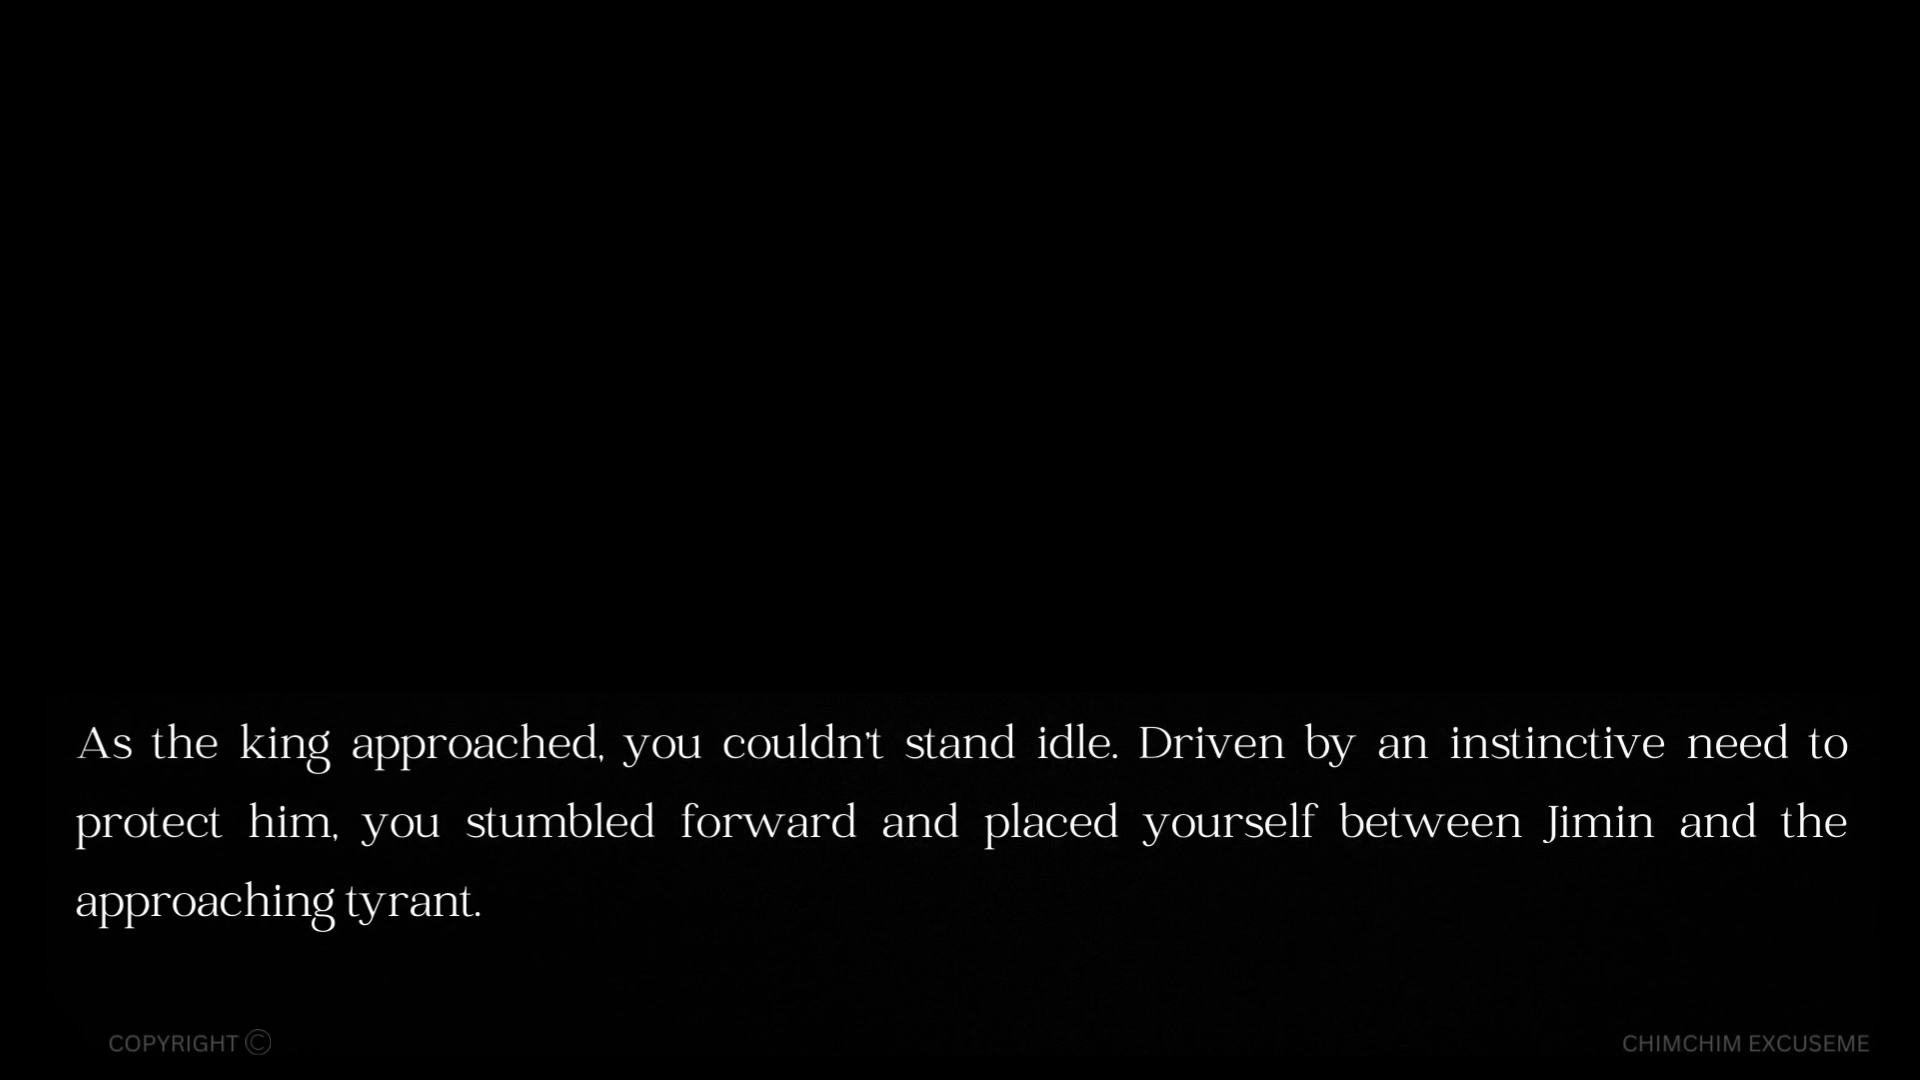 As the king approached, you couldn't stand idle. Driven by an instinctive need to
protect him, you stumbled forward and placed yourself between Jimin and the
approaching tyrant.
COPYRIGHT ©
CHIMCHIM EXCUSEME